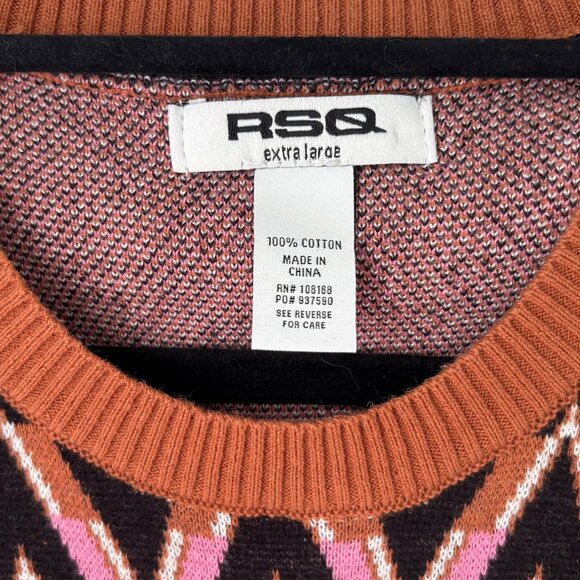 RSQ
extra large
100% COTTON
MADE IN
CHINA
RN# 108188
PO# 937590
SEE REVERSE
FOR CARE